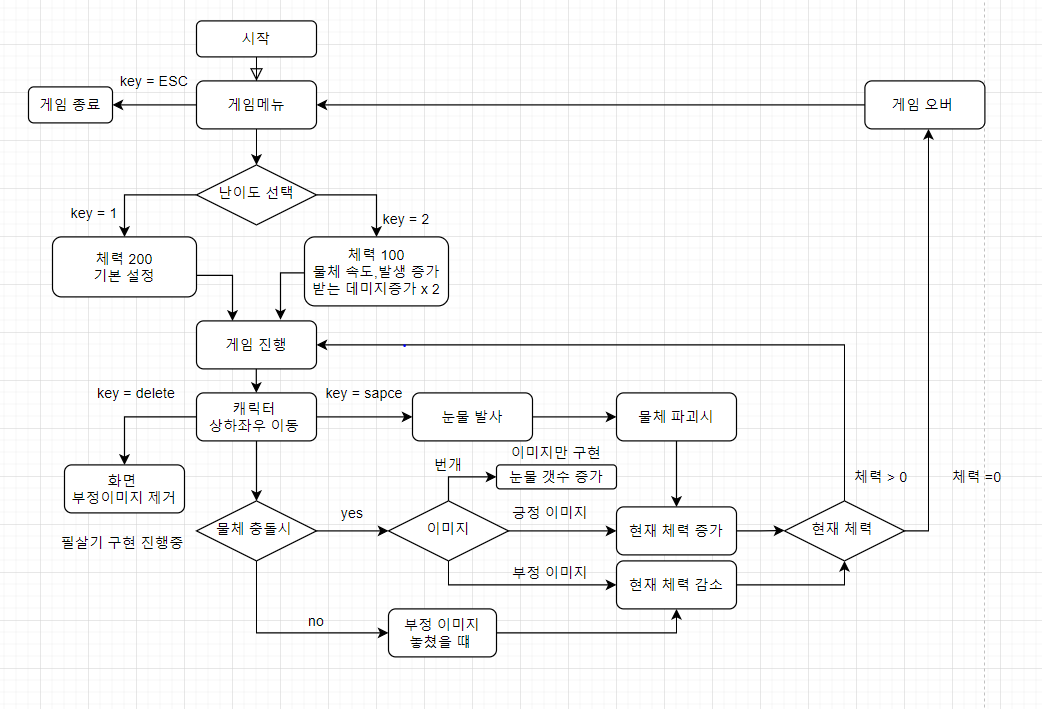 시작
key = ESC
게임 종료
게임메뉴
게임 오버
난이도 선택
key = 1
key = 2
체력 200
기본 설정
체력 100
물체 속도,발생 증가
받는 데미지증가 x 2
게임 진행
key = delete
캐릭터
상하좌우 이동
key = sapce
눈물 발사
물체 파괴시
화면
부정이미지 제거
필살기 구현 진행중
번개
이미지만 구현
눈물 갯수 증가
체력 > 0
체력 =0
물체 충돌시
yes
이미지
긍정 이미지
현재 체력 증가
현재 체력
부정 이미지
현재 체력 감소
no
부정 이미지
놓쳤을 떄